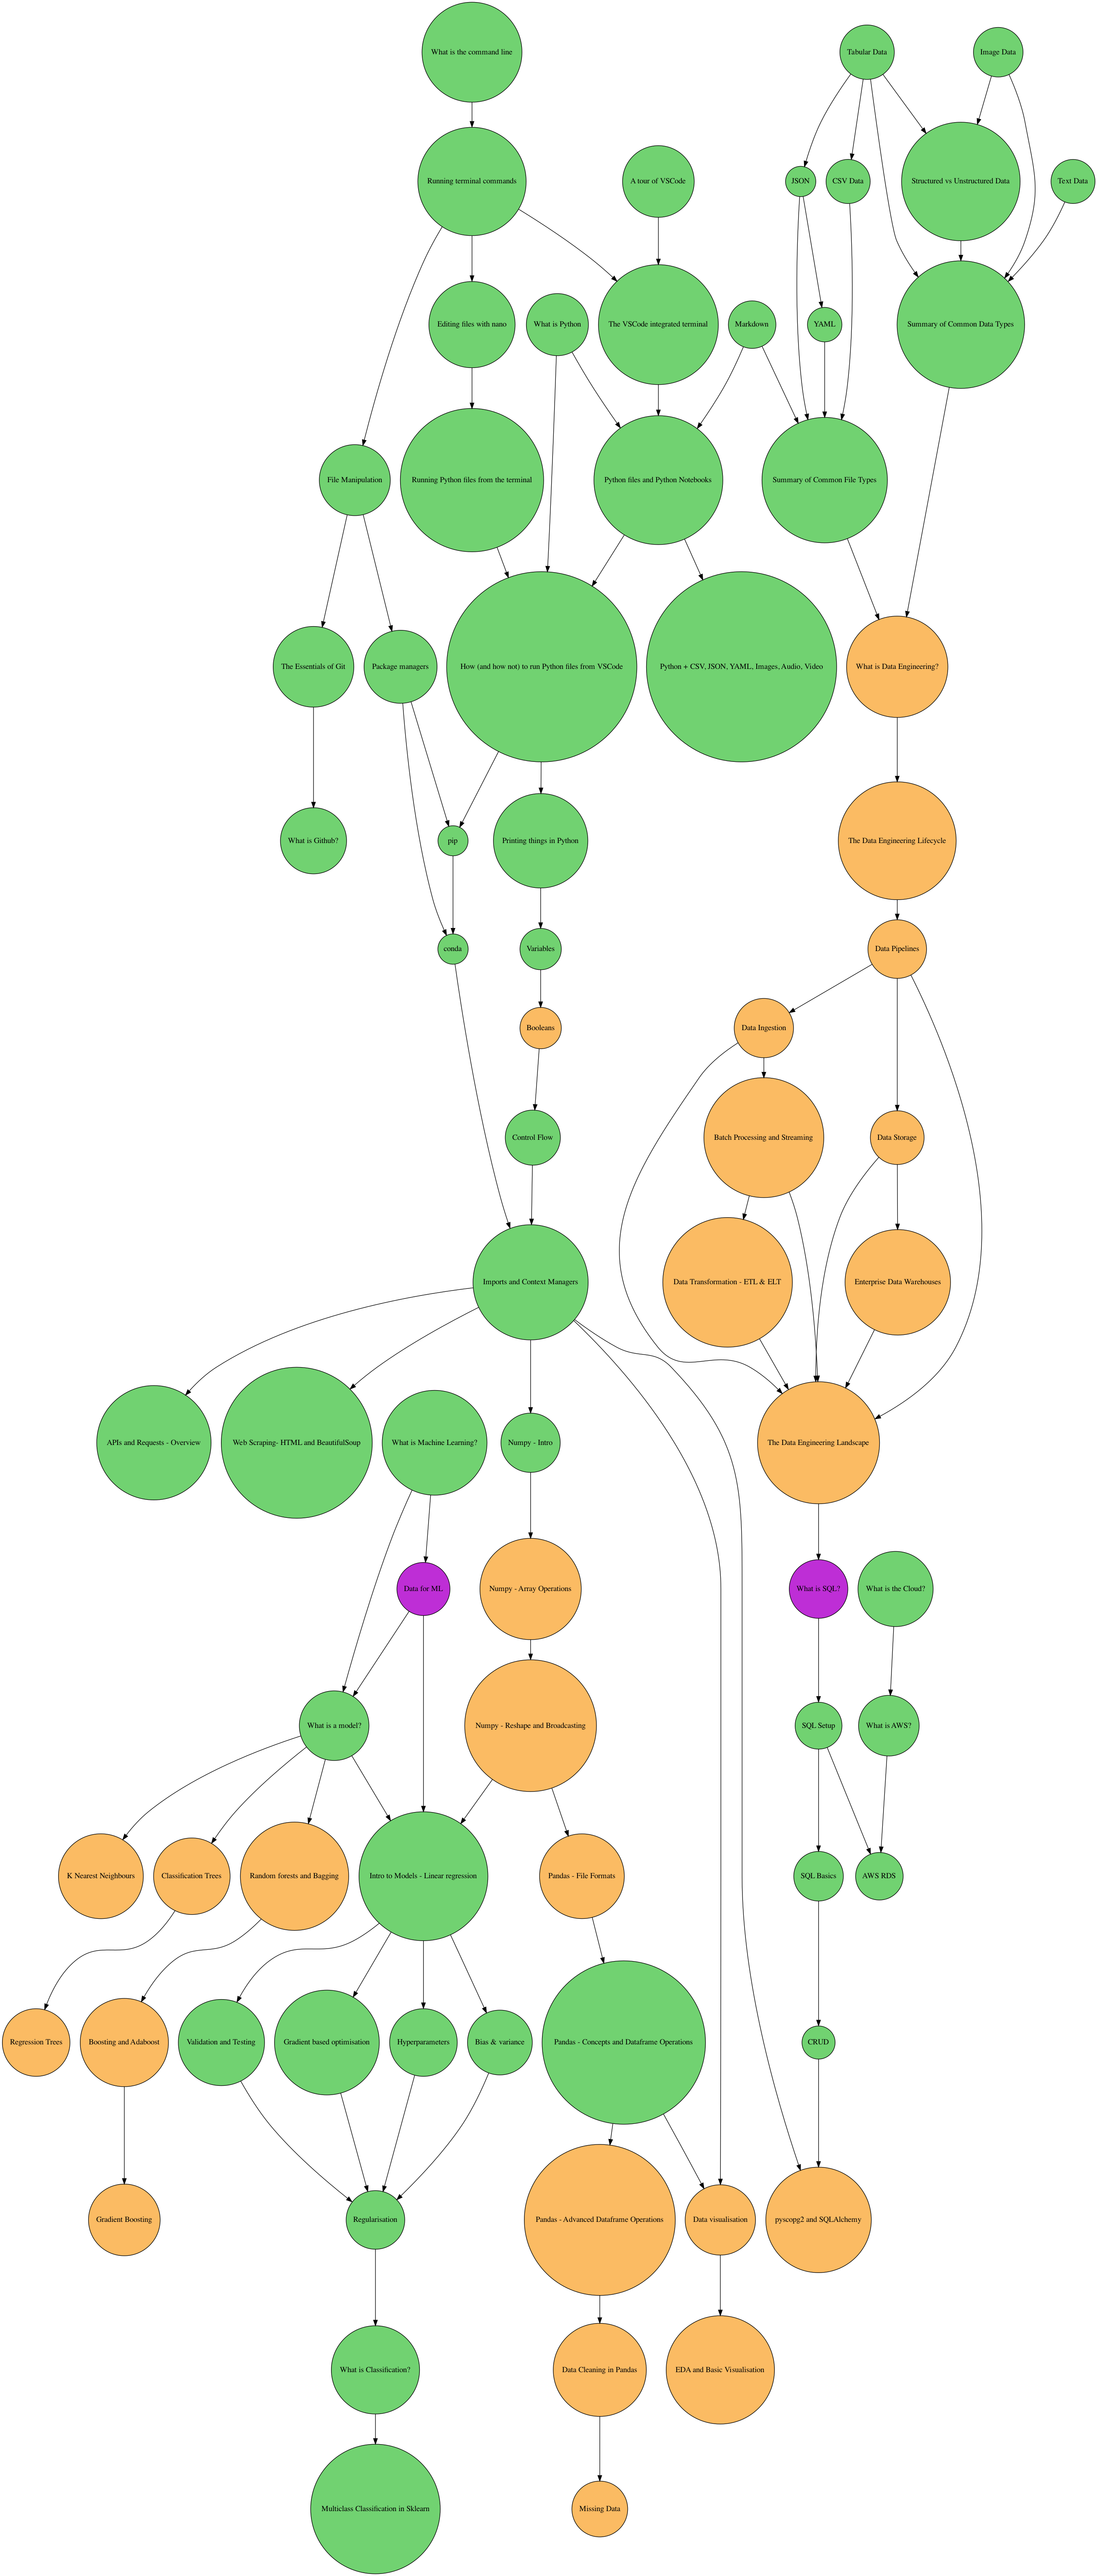 What is the command line
Tabular Data
Image Data
Running terminal commands
A tour of VSCode
JSON
CSV Data
Structured vs Unstructured Data
Text Data
Editing files with nano
What is Python
The VSCode integrated terminal
Markdown
YAML
Summary of Common Data Types
File Manipulation
Running Python files from the terminal
Python files and Python Notebooks
Summary of Common File Types
The Essentials of Git
Package managers
How (and how not) to run Python files from VSCode
Python + CSV, JSON, YAML, Images, Audio, Video
What is Data Engineering?
What is Github?
pip
Printing things in Python
The Data Engineering Lifecycle
conda
Variables
Data Pipelines
Booleans
Data Ingestion
Control Flow
Batch Processing and Streaming
Data Storage
Imports and Context Managers
Data Transformation - ETL & ELT
Enterprise Data Warehouses
APIs and Requests - Overview
Web Scraping- HTML and BeautifulSoup
What is Machine Learning?
Numpy - Intro
The Data Engineering Landscape
Data for ML
Numpy - Array Operations
What is SQL?
What is the Cloud?
What is a model?
Numpy - Reshape and Broadcasting
SQL Setup
What is AWS?
K Nearest Neighbours
Classification Trees
Random forests and Bagging
Intro to Models - Linear regression
Pandas - File Formats
SQL Basics
AWS RDS
Regression Trees
Boosting and Adaboost
Validation and Testing
Gradient based optimisation
Hyperparameters
Bias & variance
Pandas - Concepts and Dataframe Operations
CRUD
Gradient Boosting
Regularisation
Pandas - Advanced Dataframe Operations
Data visualisation
pyscopg2 and SQLAlchemy
What is Classification?
Data Cleaning in Pandas
EDA and Basic Visualisation
Multiclass Classification in Sklearn
Missing Data